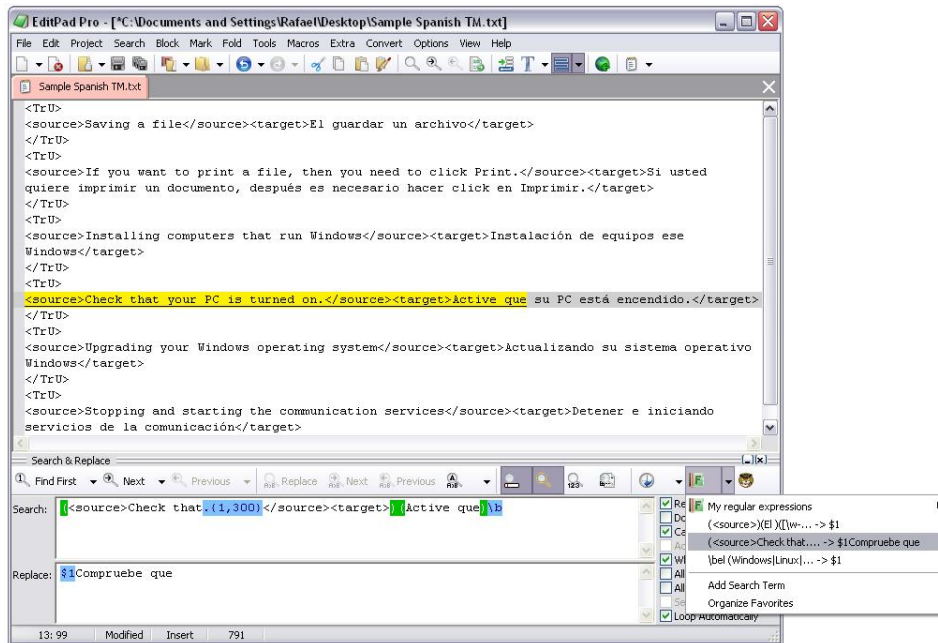 EditPad Pro - [*C:\Documents and Settings\Rafael\Desktop\Sample Spanish TM.txt]
File Edit Project Search Block Mark Fold Tools Macros Extra Convert Options View Help
Sample Spanish TM.txt
<TrU>
<source>Saving a file</source><target>El guardar un archivo</target>
</TrU>
<TrU>
<source>If you want to print a file, then you need to click Print.</source><target>Si usted
quiere imprimir un documento, después es necesario hacer click en Imprimir.</target>
</TrU>
<TrU>
<source>Installing computers that run Windows</source><target>Instalación de equipos ese
Windows</target>
</TrU>
<TrU>
<source>Check that your PC is turned on.</source><target>Active que su PC está encendido.</target>
</TrU>
<TrU>
<source>Upgrading your Windows operating system</source><target>Actualizando su sistema operativo
Windows</target>
</TrU>
<TrU>
<source>Stopping and starting the communication services</source><target>Detener e iniciando
servicios de la comunicación</target>
Search & Replace
Find First Next Previous Replace Next Previous
Search: (<source>Check that.{1,300}</source><target>)(Active que)\b
Re
My regular expressions
Do
(<source>)(El )([\w-... -> $1
Ca
(<source>Check that.... -> $1Compruebe que
Wh
\bel (Windows|Linux|... -> $1
Replace: $1Compruebe que
All
All
Add Search Term
Se
Organize Favorites
Loop Automatically
13: 99 Modified Insert 791